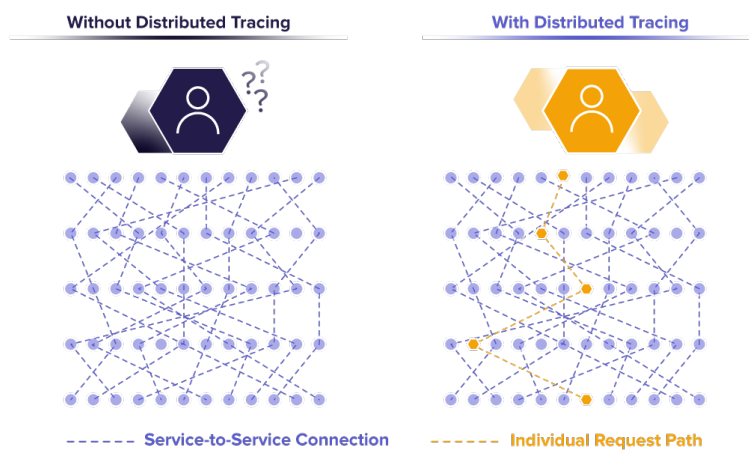 Without Distributed Tracing
With Distributed Tracing
? ? ?
Service-to-Service Connection
Individual Request Path